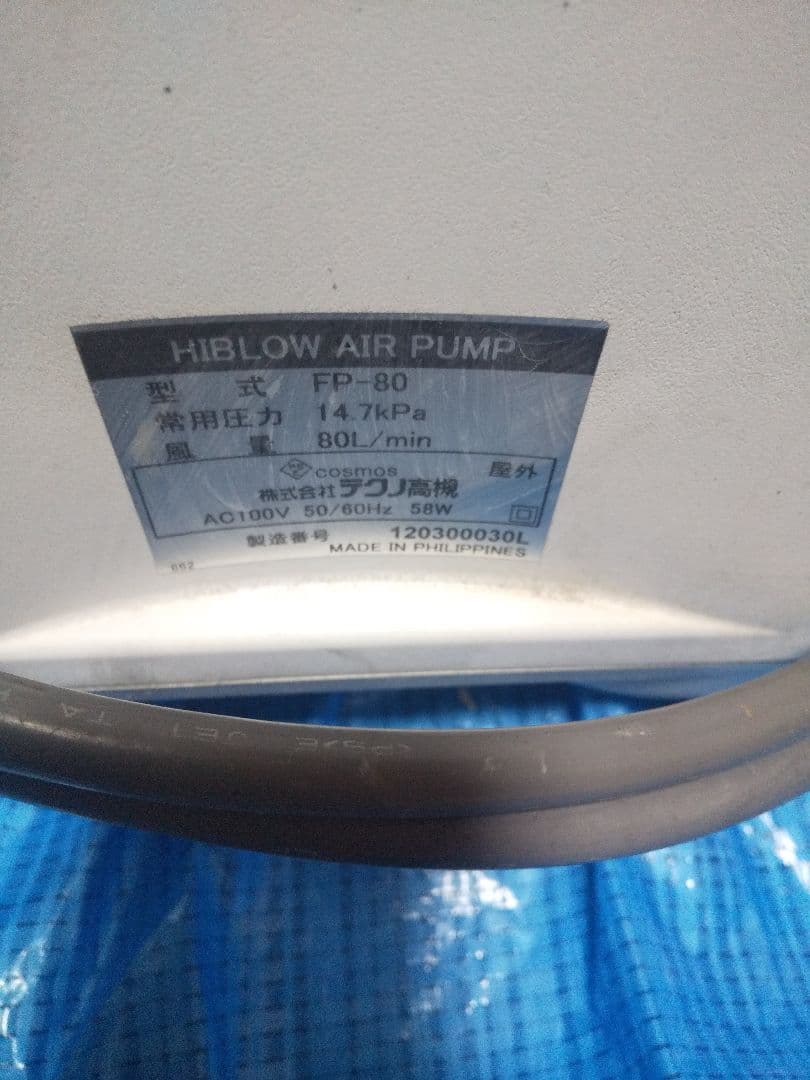 HIBLOW AIR PUMP
型 式 FP-80
常用圧力 14.7kPa
風 量 80L/min
cosmos 屋外
株式会社テクノ高槻
AC100V 50/60Hz 58W
製造番号 120300030L
MADE IN PHILIPPINES
662
JET